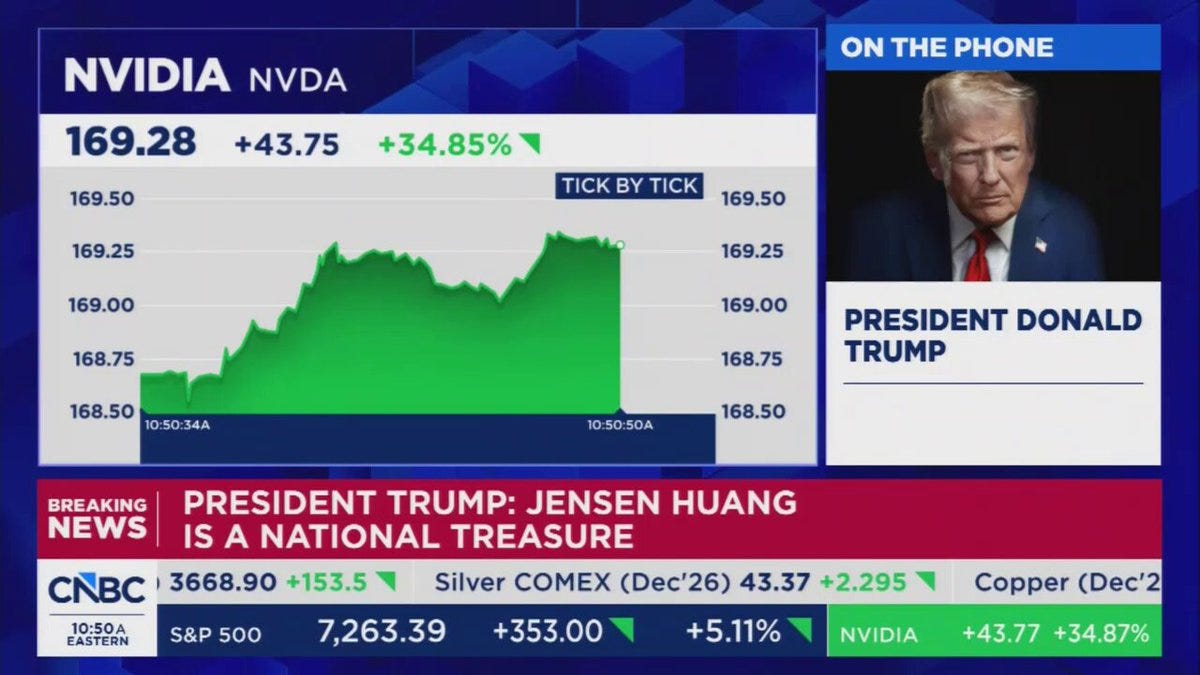 NVIDIA NVDA
169.28 +43.75 +34.85%
TICK BY TICK
169.50 169.50
169.25 169.25
169.00 169.00
168.75 168.75
168.50 168.50
10:50:34A 10:50:50A
ON THE PHONE
PRESIDENT DONALD
TRUMP
BREAKING
NEWS
PRESIDENT TRUMP: JENSEN HUANG
IS A NATIONAL TREASURE
CNBC
10:50A
EASTERN
3668.90 +153.5 Silver COMEX (Dec'26) 43.37 +2.295 Copper (Dec'2
S&P 500 7,263.39 +353.00 +5.11% NVIDIA +43.77 +34.87%